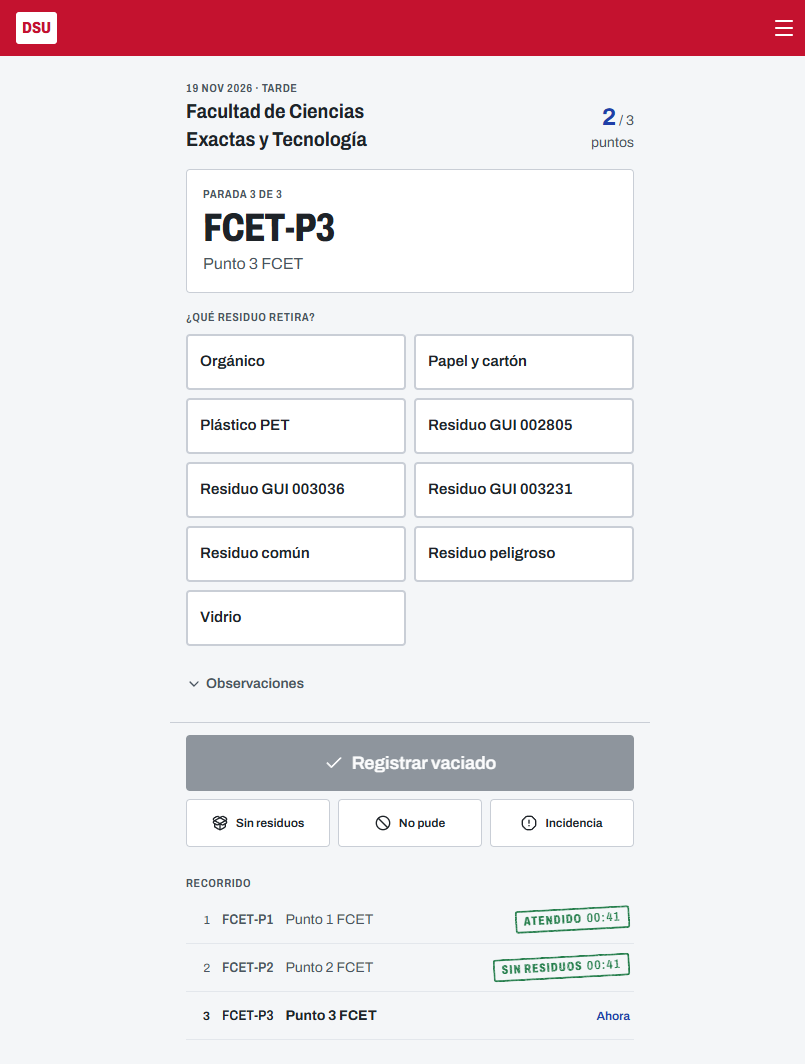 DSU
19 NOV 2026 · TARDE
Facultad de Ciencias
Exactas y Tecnología
2 / 3
puntos
PARADA 3 DE 3
FCET-P3
Punto 3 FCET
¿QUÉ RESIDUO RETIRA?
Orgánico
Papel y cartón
Plástico PET
Residuo GUI 002805
Residuo GUI 003036
Residuo GUI 003231
Residuo común
Residuo peligroso
Vidrio
Observaciones
Registrar vaciado
Sin residuos
No pude
Incidencia
RECORRIDO
1 FCET-P1 Punto 1 FCET ATENDIDO 00:41
2 FCET-P2 Punto 2 FCET SIN RESIDUOS 00:41
3 FCET-P3 Punto 3 FCET Ahora